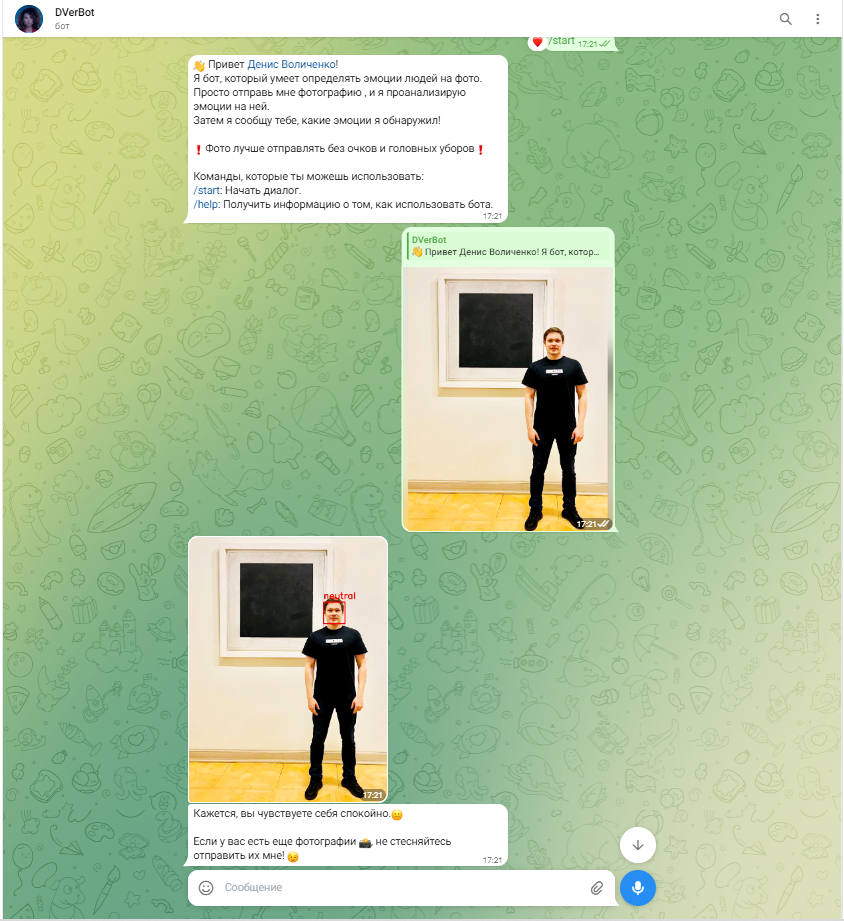 DVerBot
бот
/start 17:21
👋 Привет Денис Воличенко!
Я бот, который умеет определять эмоции людей на фото.
Просто отправь мне фотографию , и я проанализирую
эмоции на ней.
Затем я сообщу тебе, какие эмоции я обнаружил!
❗ Фото лучше отправлять без очков и головных уборов ❗
Команды, которые ты можешь использовать:
/start: Начать диалог.
/help: Получить информацию о том, как использовать бота.
17:21
DVerBot
👋 Привет Денис Воличенко! Я бот, котор...
17:21
neutral
17:21
Кажется, вы чувствуете себя спокойно.😐
Если у вас есть еще фотографии 📸, не стесняйтесь
отправить их мне!😉
17:21
Сообщение